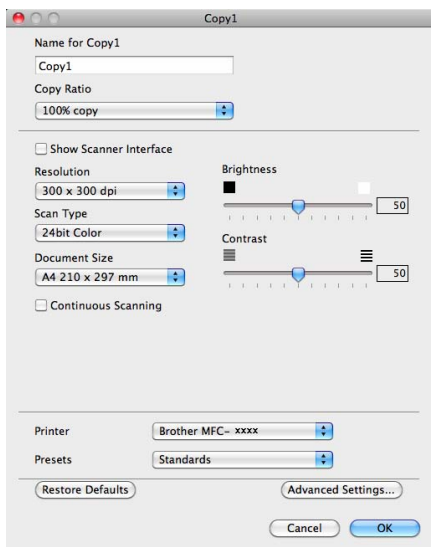 Copy1
Name for Copy1
Copy1
Copy Ratio
100% copy
Show Scanner Interface
Resolution
300 x 300 dpi
Scan Type
24bit Color
Document Size
A4 210 x 297 mm
Continuous Scanning
Brightness
50
Contrast
50
Printer
Brother MFC- xxxx
Presets
Standards
Restore Defaults
Advanced Settings...
Cancel
OK